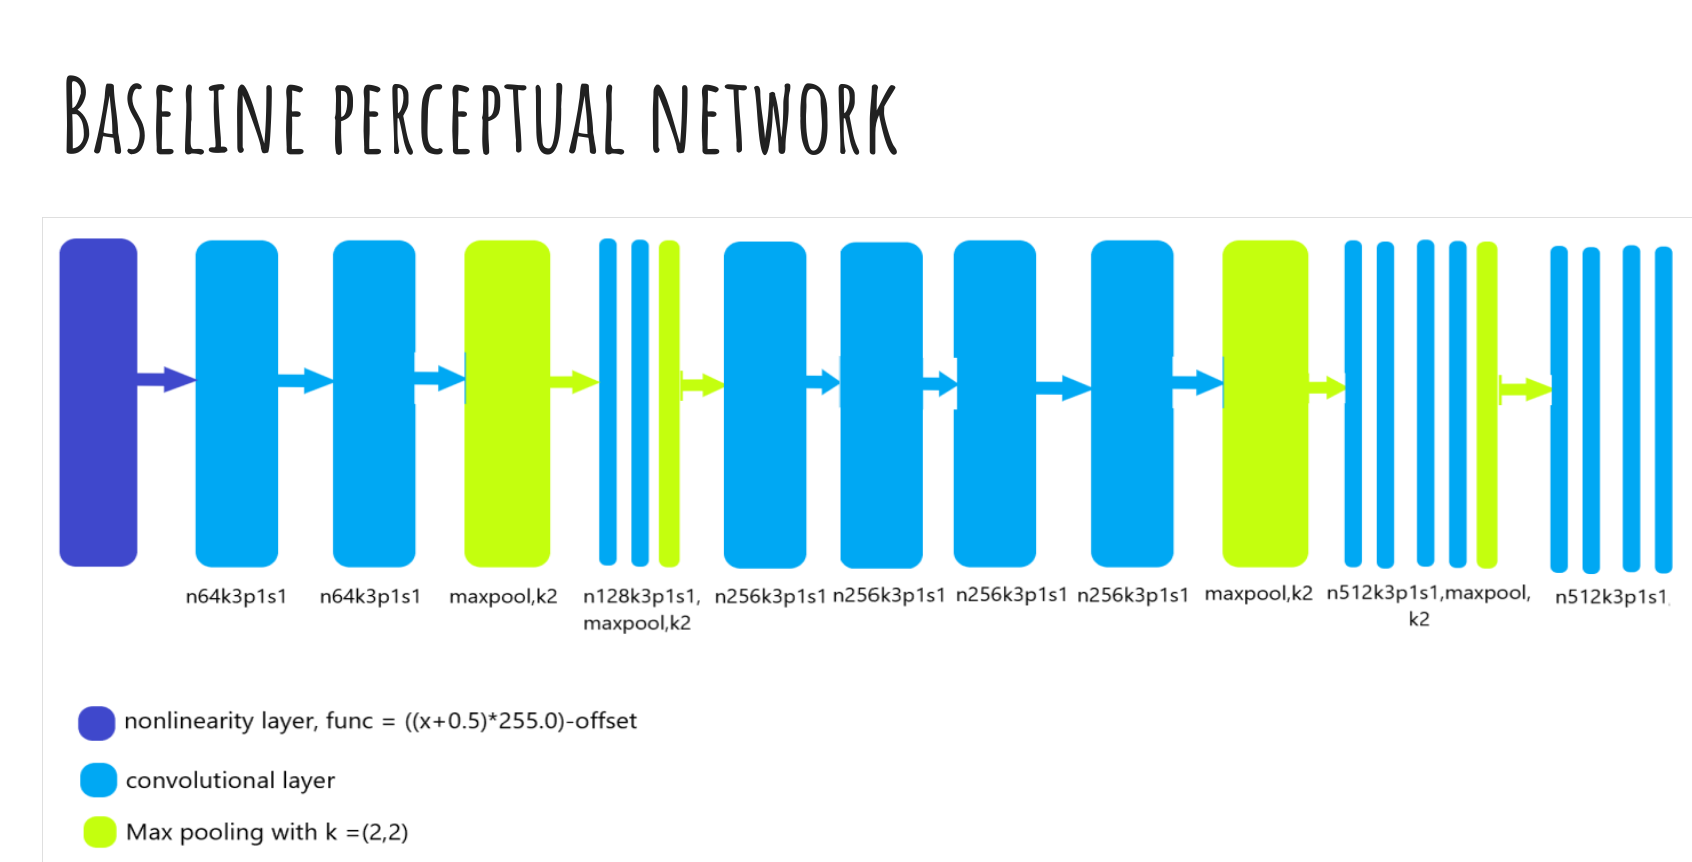 BASELINE PERCEPTUAL NETWORK
n64k3p1s1
n64k3p1s1
maxpool,k2
n128k3p1s1,
maxpool,k2
n256k3p1s1
n256k3p1s1
n256k3p1s1
n256k3p1s1
maxpool,k2
n512k3p1s1,maxpool,
k2
n512k3p1s1,
nonlinearity layer, func = ((x+0.5)*255.0)-offset
convolutional layer
Max pooling with k =(2,2)